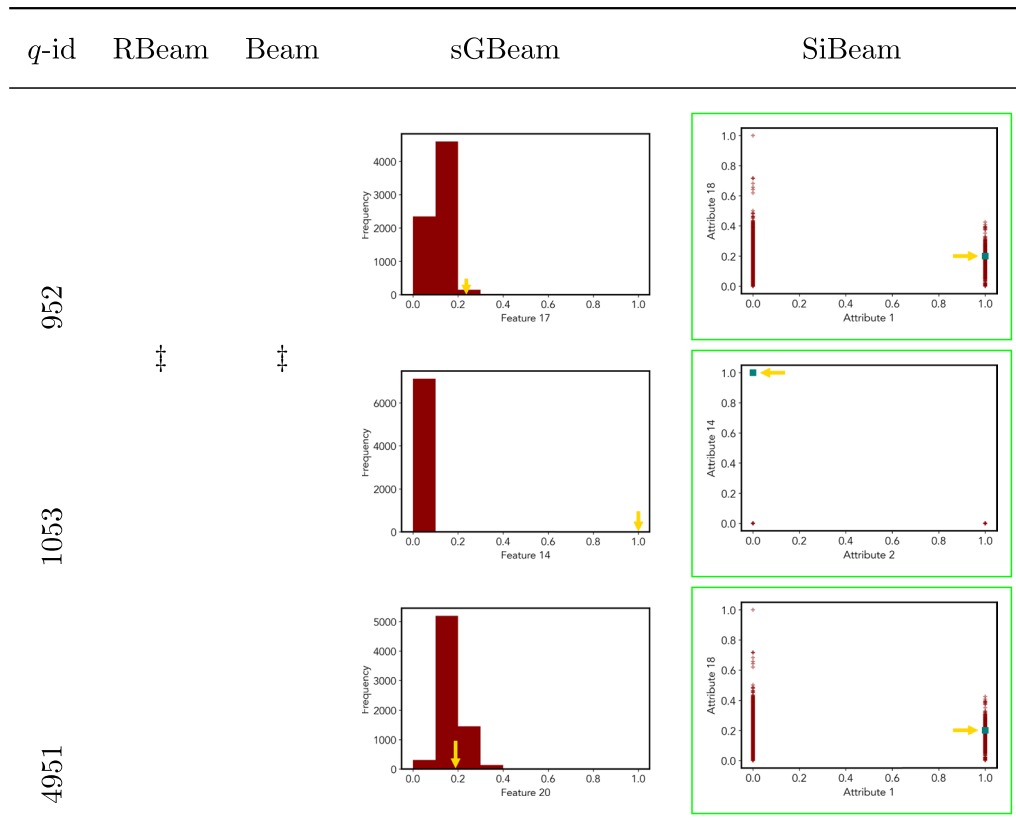 q-id RBeam Beam sGBeam SiBeam
952
4000
3000
2000
1000
0
Frequency
0.0 0.2 0.4 0.6 0.8 1.0
Feature 17
1.0
0.8
0.6
0.4
0.2
0.0
Attribute 18
0.0 0.2 0.4 0.6 0.8 1.0
Attribute 1
‡ ‡
1053
6000
4000
2000
0
Frequency
0.0 0.2 0.4 0.6 0.8 1.0
Feature 14
1.0
0.8
0.6
0.4
0.2
0.0
Attribute 14
0.0 0.2 0.4 0.6 0.8 1.0
Attribute 2
4951
5000
4000
3000
2000
1000
0
Frequency
0.0 0.2 0.4 0.6 0.8 1.0
Feature 20
1.0
0.8
0.6
0.4
0.2
0.0
Attribute 18
0.0 0.2 0.4 0.6 0.8 1.0
Attribute 1